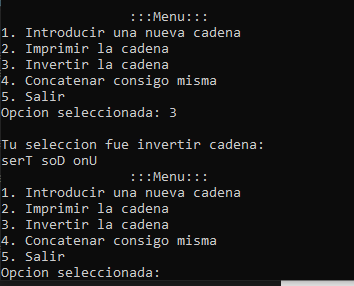 :::Menu:::
1. Introducir una nueva cadena
2. Imprimir la cadena
3. Invertir la cadena
4. Concatenar consigo misma
5. Salir
Opcion seleccionada: 3
Tu seleccion fue invertir cadena:
serT soD onU
:::Menu:::
1. Introducir una nueva cadena
2. Imprimir la cadena
3. Invertir la cadena
4. Concatenar consigo misma
5. Salir
Opcion seleccionada: